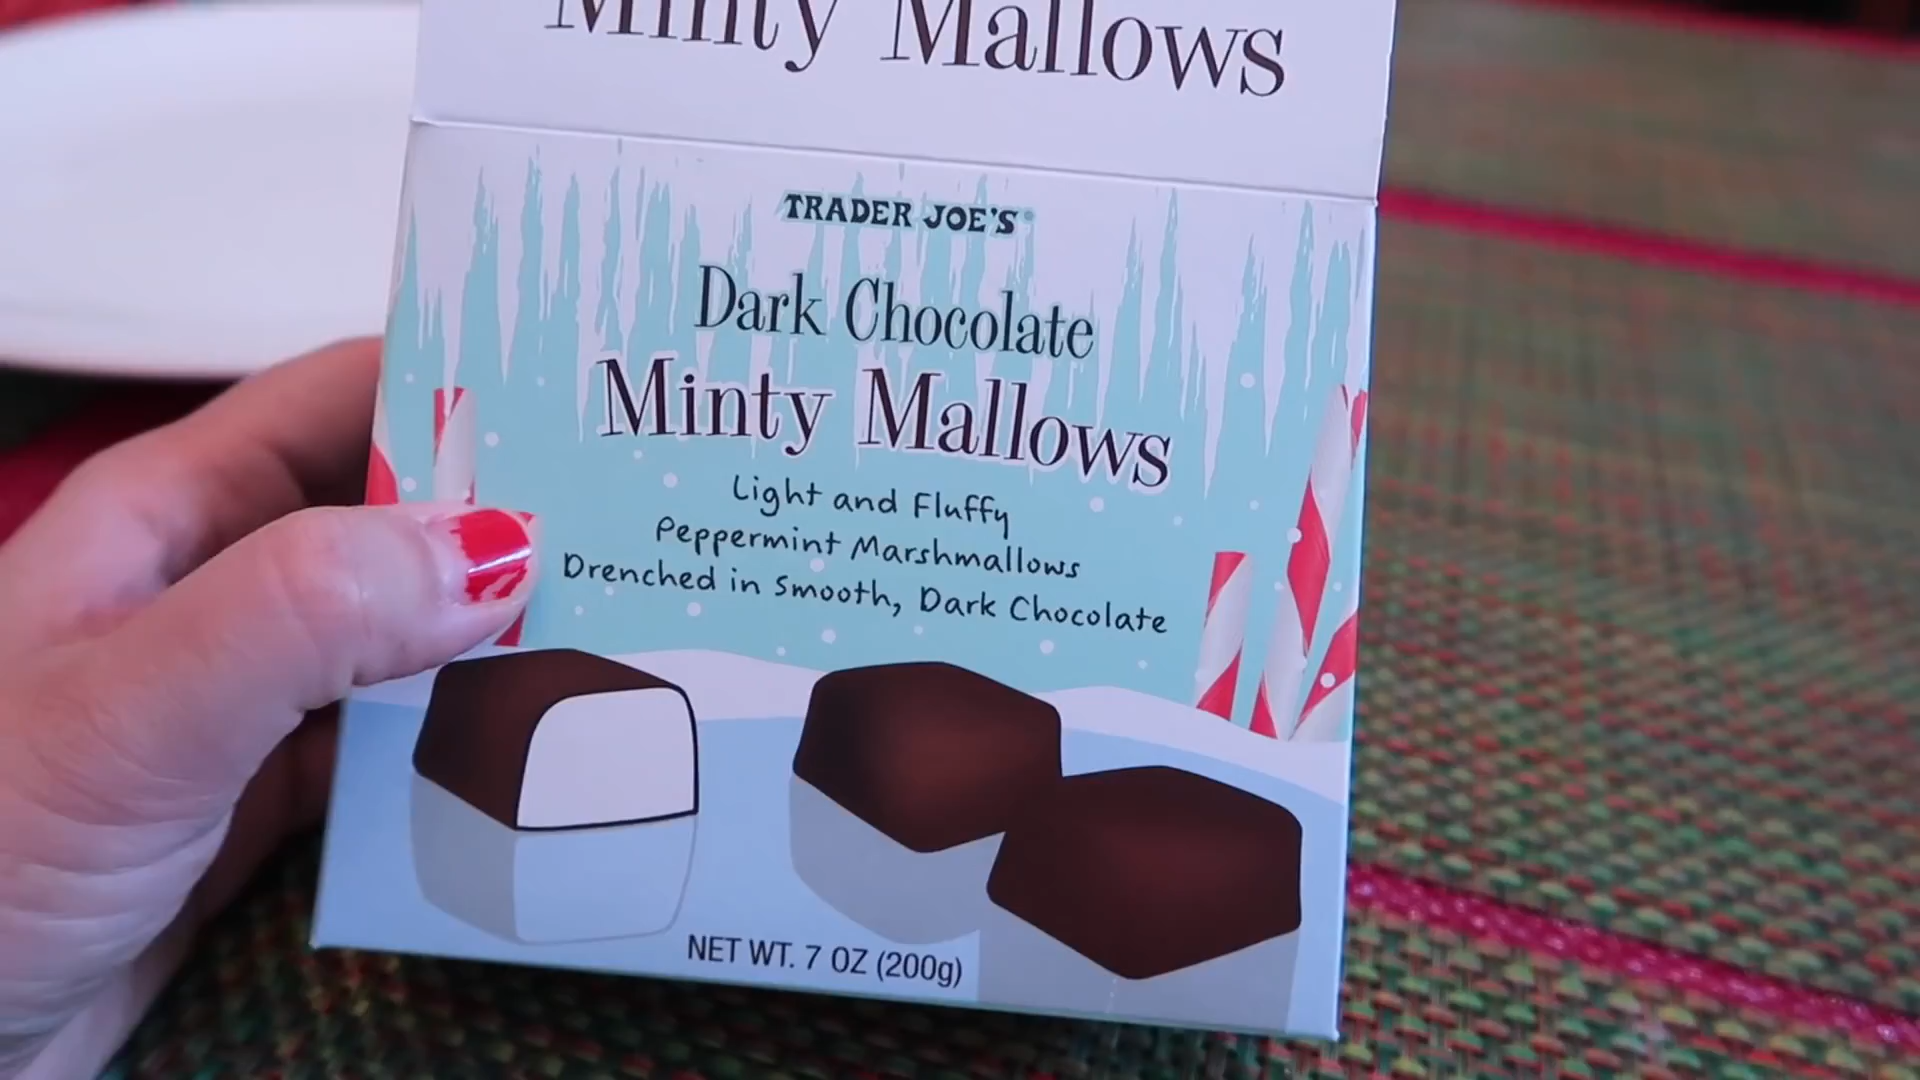 Minty Mallows
TRADER JOE'S
Dark Chocolate
Minty Mallows
Light and Fluffy
Peppermint Marshmallows
Drenched in Smooth, Dark Chocolate
NET WT. 7 OZ (200g)